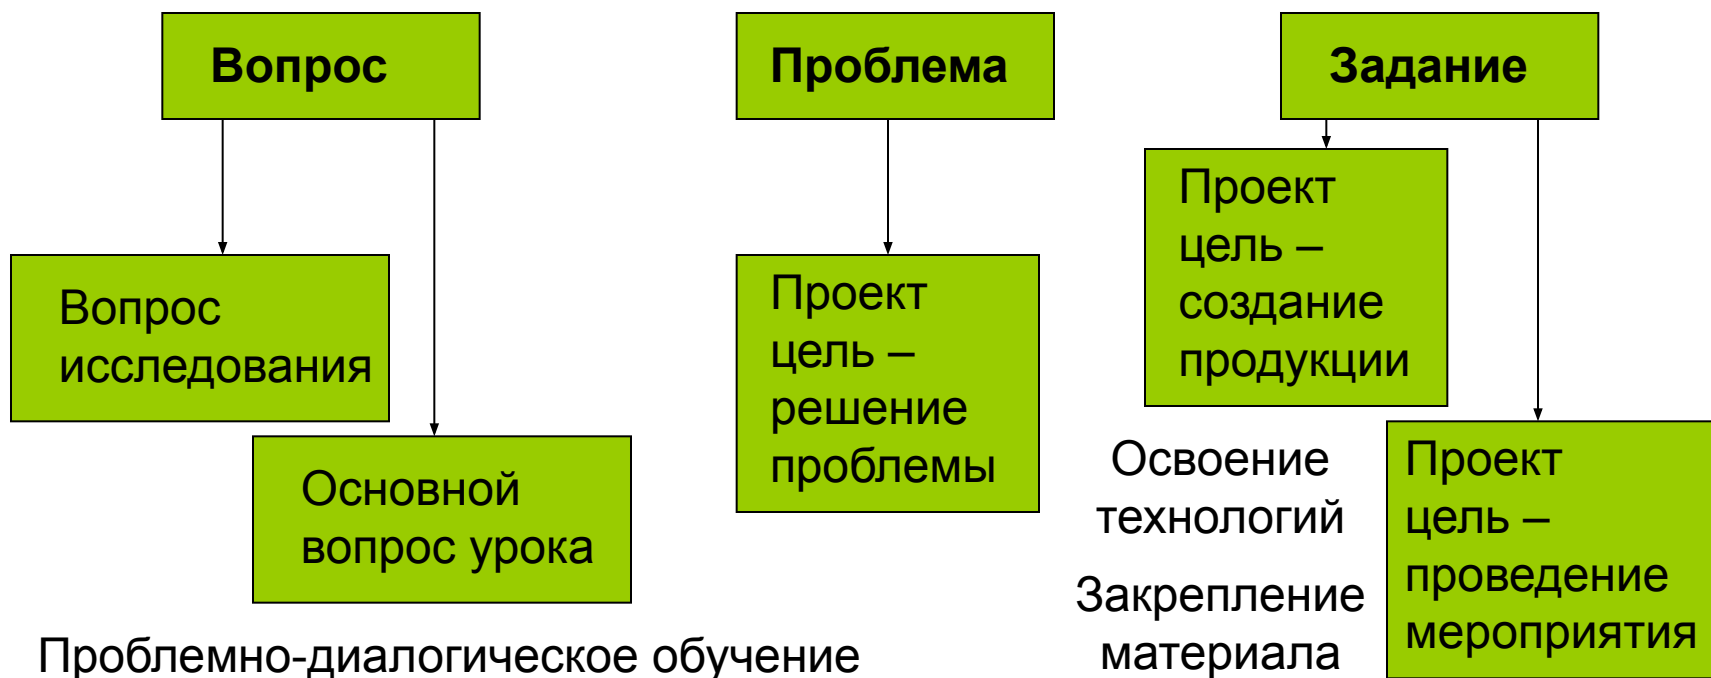 Вопрос
Проблема
Задание
Вопрос
исследования
Основной
вопрос урока
Проект
цель –
решение
проблемы
Проект
цель –
создание
продукции
Проект
цель –
проведение
мероприятия
Освоение
технологий
Закрепление
материала
Проблемно-диалогическое обучение